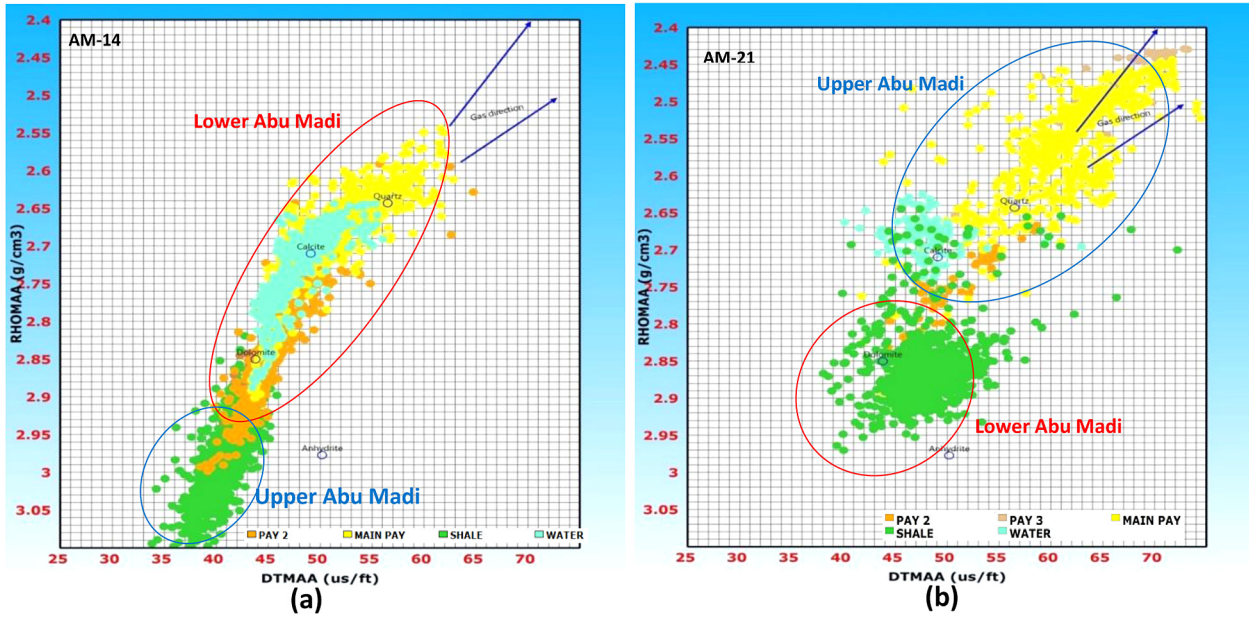 AM-14
2.4
2.45
2.5
2.55
2.6
2.65
2.7
2.75
2.8
2.85
2.9
2.95
3
3.05
RHOMAA (g/cm3)
Lower Abu Madi
Gas direction
Quartz
Calcite
Dolomite
Anhydrite
Upper Abu Madi
PAY 2 MAIN PAY SHALE WATER
25 35 40 45 50 55 60 65 70
DTMAA (us/ft)
(a)
AM-21
2.4
2.45
2.5
2.55
2.6
2.65
2.7
2.75
2.8
2.85
2.9
2.95
3
3.05
RHOMAA (g/cm3)
Upper Abu Madi
Gas direction
Quartz
Calcite
Dolomite
Lower Abu Madi
Anhydrite
PAY 2 PAY 3 MAIN PAY
SHALE WATER
25 35 40 45 50 55 60 65 70
DTMAA (us/ft)
(b)